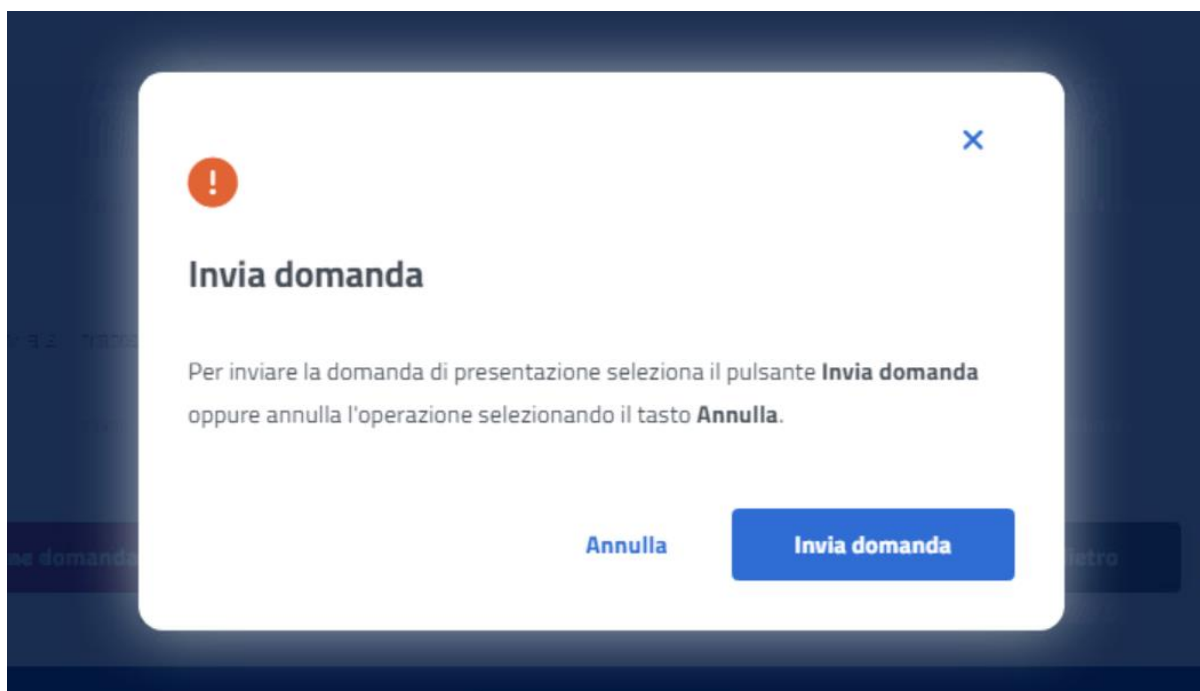 Invia domanda
Per inviare la domanda di presentazione seleziona il pulsante Invia domanda
oppure annulla l'operazione selezionando il tasto Annulla.
Annulla
Invia domanda
domanda